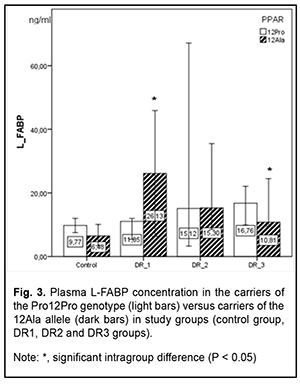 ng/ml
PPAR
12Pro
12Ala
60,00
40,00
20,00
,00
L_FABP
*
*
9,77
6,48
11,05
26,13
15,12
15,30
16,76
10,81
Control
DR_1
DR_2
DR_3
Fig. 3. Plasma L-FABP concentration in the carriers of
the Pro12Pro genotype (light bars) versus carriers of the
12Ala allele (dark bars) in study groups (control group,
DR1, DR2 and DR3 groups).
Note: *, significant intragroup difference (P < 0.05)